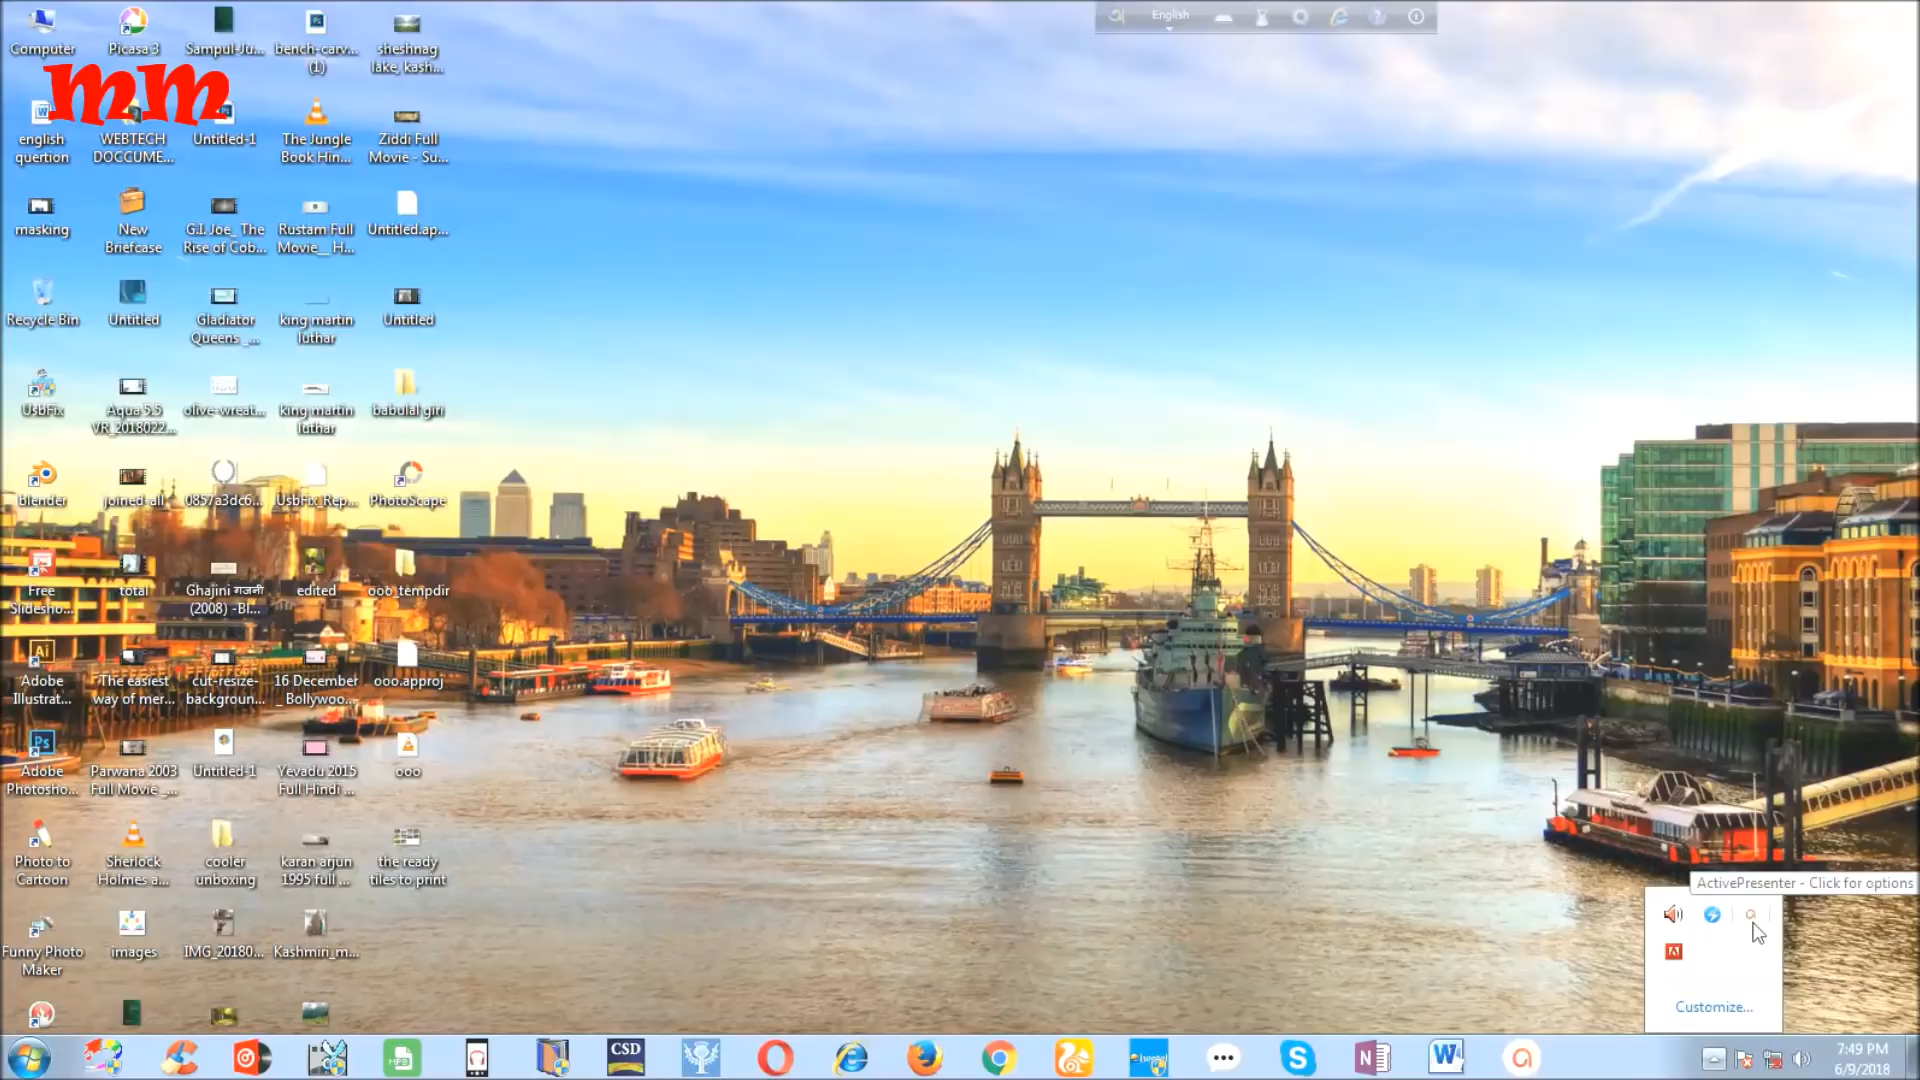 English
Computer
Picasa 3
Sampul-Ju...
bench-carv...
(1)
sheshnag
lake, kash...
mm
english
quertion
WEBTECH
DOCCUME...
Untitled-1
The Jungle
Book Hin...
Ziddi Full
Movie - Su...
masking
New
Briefcase
G.I. Joe_ The
Rise of Cob...
Rustam Full
Movie__ H...
Untitled.ap...
Recycle Bin
Untitled
Gladiator
Queens _...
king martin
luthar
Untitled
UsbFix
Aqua 5.5
VR_2018022...
olive-wreat...
king martin
luthar
babulal giri
blender
joined-all
0857a3dc6...
UsbFix_Rep...
PhotoScape
Free
Slidesho...
total
Ghajini गजनी
(2008) -Bl...
edited
ooo_tempdir
Adobe
Illustrat...
The easiest
way of mer...
cut-resize-
backgroun...
16 December
_ Bollywoo...
ooo.approj
Adobe
Photosho...
Parwana 2003
Full Movie _...
Untitled-1
Yevadu 2015
Full Hindi ...
ooo
Photo to
Cartoon
Sherlock
Holmes a...
cooler
unboxing
karan arjun
1995 full ...
the ready
tiles to print
Funny Photo
Maker
images
IMG_20180...
Kashmiri_m...
ActivePresenter - Click for options
Customize...
CSD
7:49 PM
6/9/2018